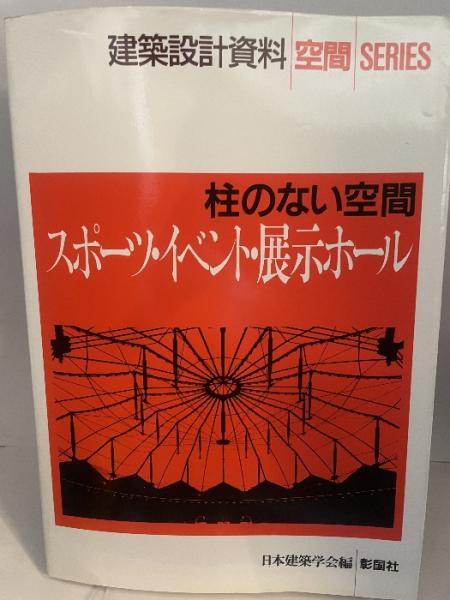 建築設計資料|空間|SERIES
柱のない空間
スポーツ・イベント・展示ホール
日本建築学会編|彰国社